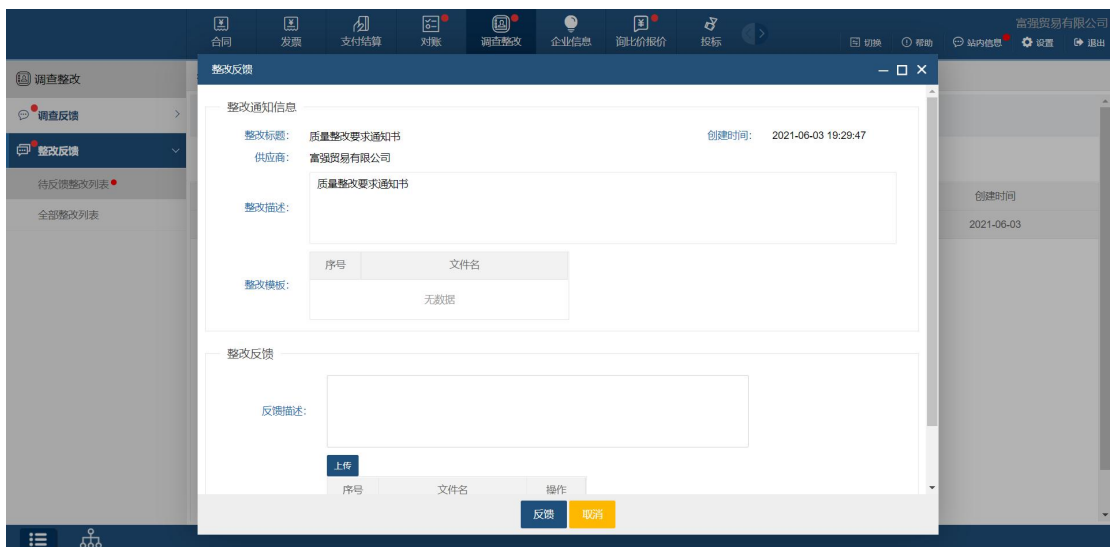 富强贸易有限公司
合同 发票 支付结算 对账 调查整改 企业信息 询比价报价 投标
切换 帮助 站内信息 设置 退出
调查整改
整改反馈
调查反馈
整改通知信息
整改标题： 质量整改要求通知书 创建时间： 2021-06-03 19:29:47
整改反馈
供应商： 富强贸易有限公司
待反馈整改列表
质量整改要求通知书
创建时间
整改描述：
全部整改列表
2021-06-03
序号 文件名
整改模板：
无数据
整改反馈
反馈描述：
上传
序号 文件名 操作
反馈 取消